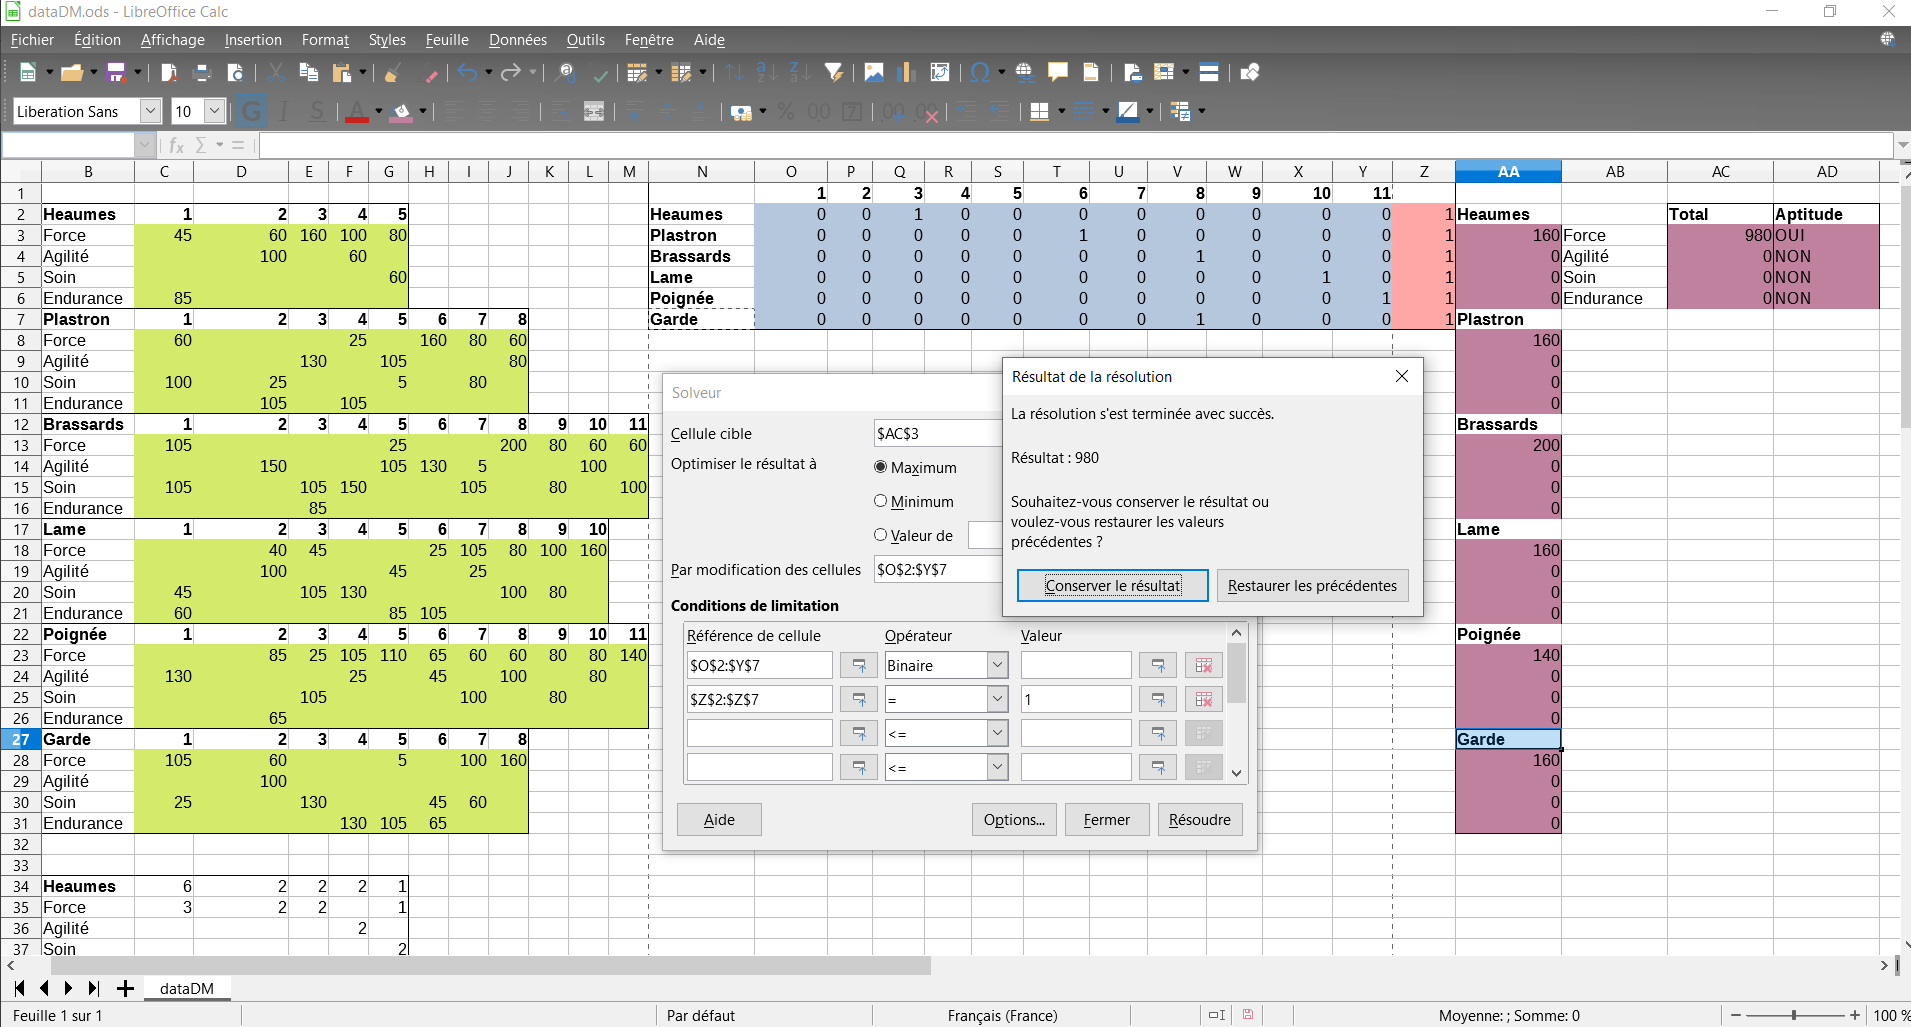 dataDM.ods - LibreOffice Calc
Fichier Édition Affichage Insertion Format Styles Feuille Données Outils Fenêtre Aide
Liberation Sans 10
B C D E F G H I J K L M N O P Q R S T U V W X Y Z AA AB AC AD
1 1 2 3 4 5 6 7 8 9 10 11
2 Heaumes 1 2 3 4 5 Heaumes 0 0 1 0 0 0 0 0 0 0 0 1 Heaumes Total Aptitude
3 Force 45 60 160 100 80 Plastron 0 0 0 0 0 1 0 0 0 0 0 1 160 Force 980 OUI
4 Agilité 100 60 Brassards 0 0 0 0 0 0 0 1 0 0 0 1 0 Agilité 0 NON
5 Soin 60 Lame 0 0 0 0 0 0 0 0 0 1 0 1 0 Soin 0 NON
6 Endurance 85 Poignée 0 0 0 0 0 0 0 0 0 0 1 1 0 Endurance 0 NON
7 Plastron 1 2 3 4 5 6 7 8 Garde 0 0 0 0 0 0 0 1 0 0 0 1 Plastron
8 Force 60 25 160 80 60 160
9 Agilité 130 105 80 0
10 Soin 100 25 5 80 0
11 Endurance 105 105 0
12 Brassards 1 2 3 4 5 6 7 8 9 10 11 Brassards
13 Force 105 25 200 80 60 60 200
14 Agilité 150 105 130 5 100 0
15 Soin 105 105 150 105 80 100 0
16 Endurance 85 0
17 Lame 1 2 3 4 5 6 7 8 9 10 Lame
18 Force 40 45 25 105 80 100 160 160
19 Agilité 100 45 25 0
20 Soin 45 105 130 100 80 0
21 Endurance 60 85 105 0
22 Poignée 1 2 3 4 5 6 7 8 9 10 11 Poignée
23 Force 85 25 105 110 65 60 60 80 80 140 140
24 Agilité 130 25 45 100 80 0
25 Soin 105 100 80 0
26 Endurance 65 0
27 Garde 1 2 3 4 5 6 7 8 Garde
28 Force 105 60 5 100 160 160
29 Agilité 100 0
30 Soin 25 130 45 60 0
31 Endurance 130 105 65 0
32
33
34 Heaumes 6 2 2 2 1
35 Force 3 2 2 1
36 Agilité 2
37 Soin 2
Solveur
Cellule cible $AC$3
Optimiser le résultat à Maximum
Minimum
Valeur de
Par modification des cellules $O$2:$Y$7
Conditions de limitation
Référence de cellule Opérateur Valeur
$O$2:$Y$7 Binaire
$Z$2:$Z$7 = 1
<=
<=
Aide Options... Fermer Résoudre
Résultat de la résolution
La résolution s'est terminée avec succès.
Résultat : 980
Souhaitez-vous conserver le résultat ou
voulez-vous restaurer les valeurs
précédentes ?
Conserver le résultat Restaurer les précédentes
dataDM
Feuille 1 sur 1 Par défaut Français (France) Moyenne: ; Somme: 0 100 %